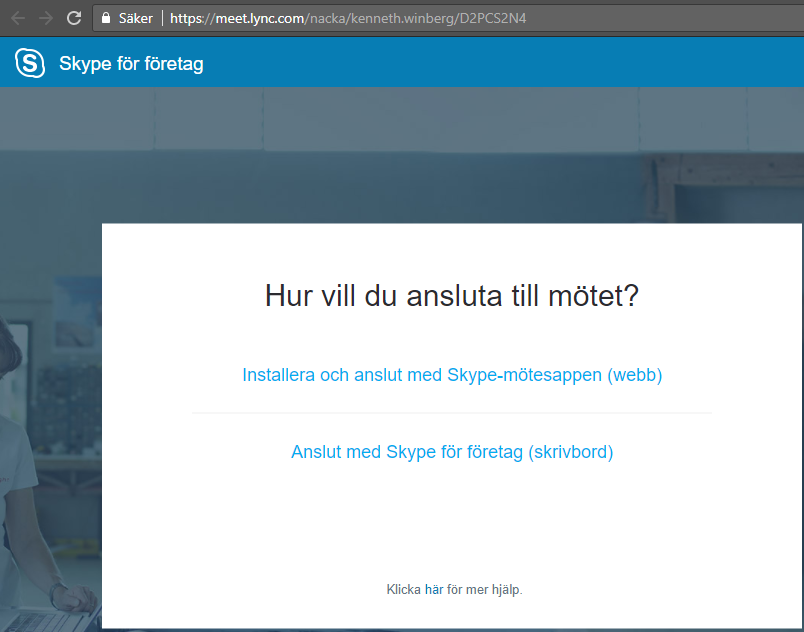 Säker | https://meet.lync.com/nacka/kenneth.winberg/D2PCS2N4
Skype för företag
Hur vill du ansluta till mötet?
Installera och anslut med Skype-mötesappen (webb)
Anslut med Skype för företag (skrivbord)
Klicka här för mer hjälp.